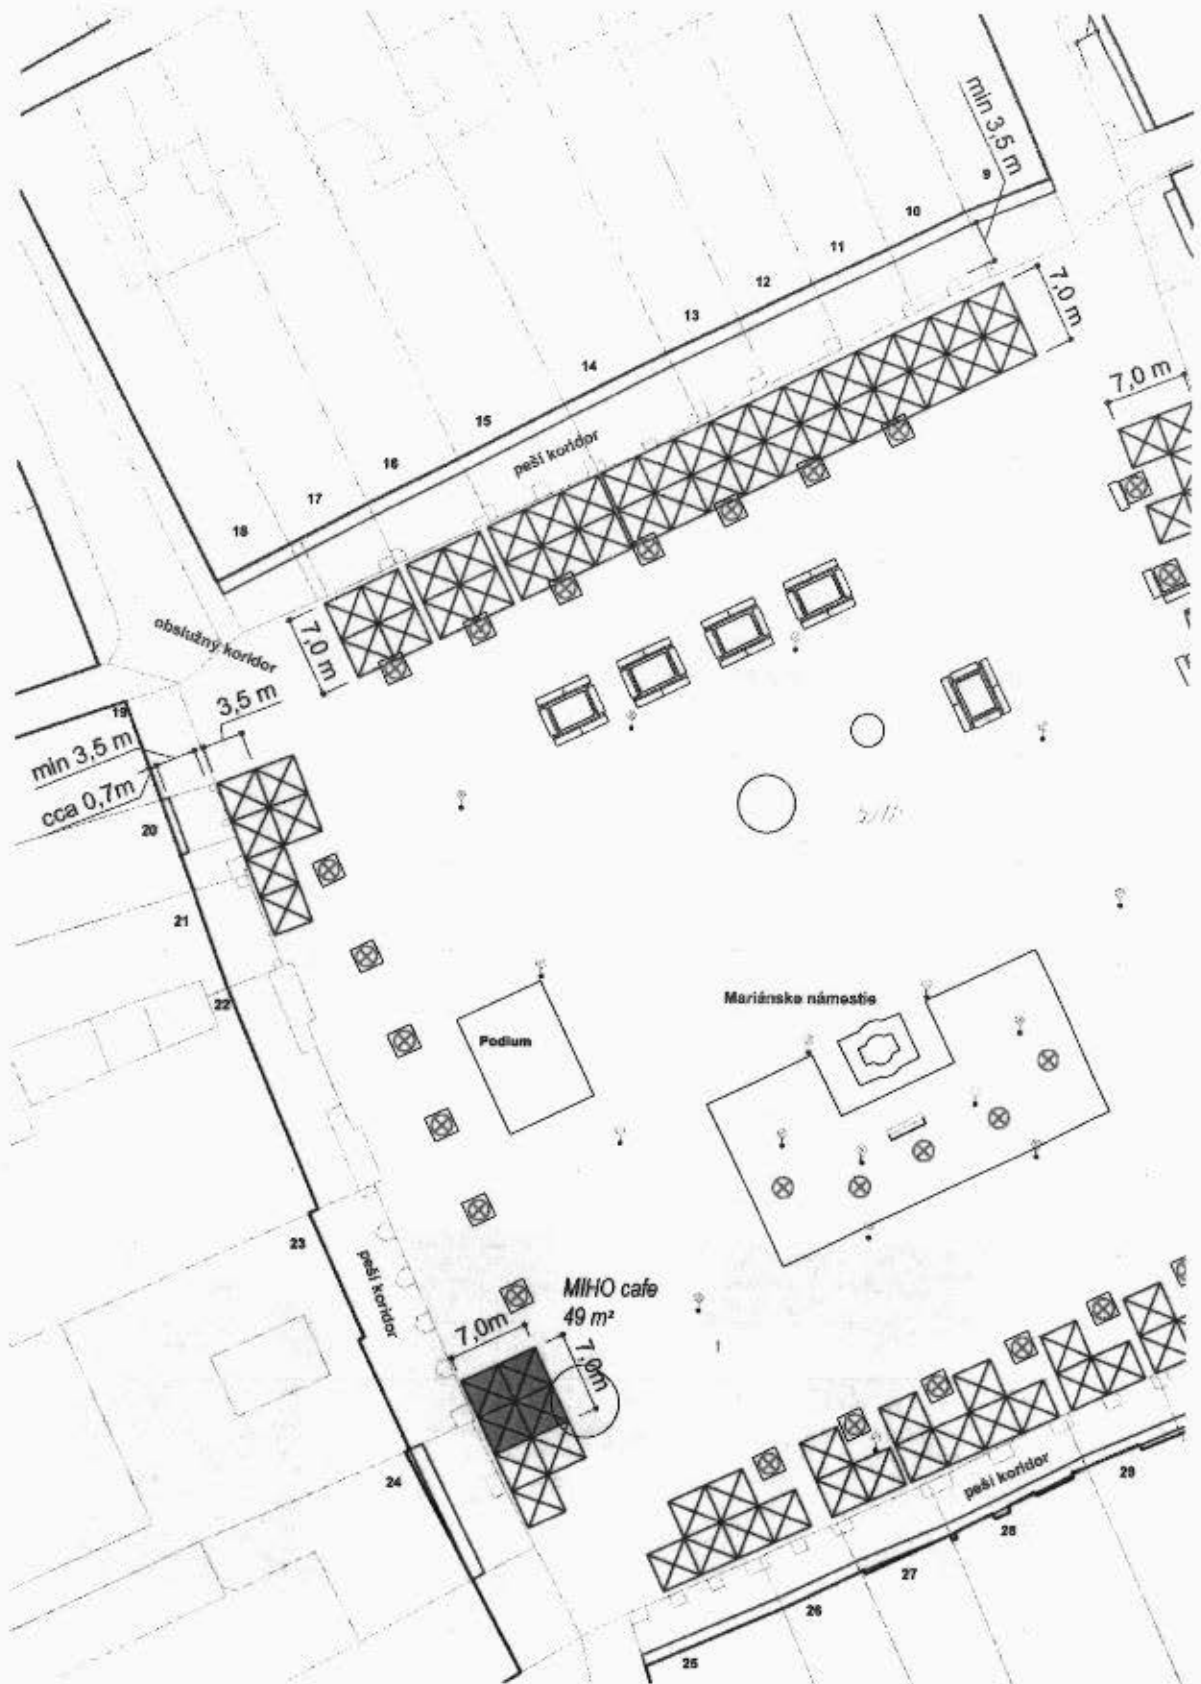 min 3,5 m
9
10
11
12
13
14
15
16
17
18
7,0 m
7,0 m
peší koridor
obslužný koridor
7,0 m
3,5 m
19
min 3,5 m
cca 0,7m
20
21
22
Mariánske námestie
Podium
23
peší koridor
MIHO cafe
49 m²
7,0m
7,0m
24
peší koridor
29
28
27
26
25